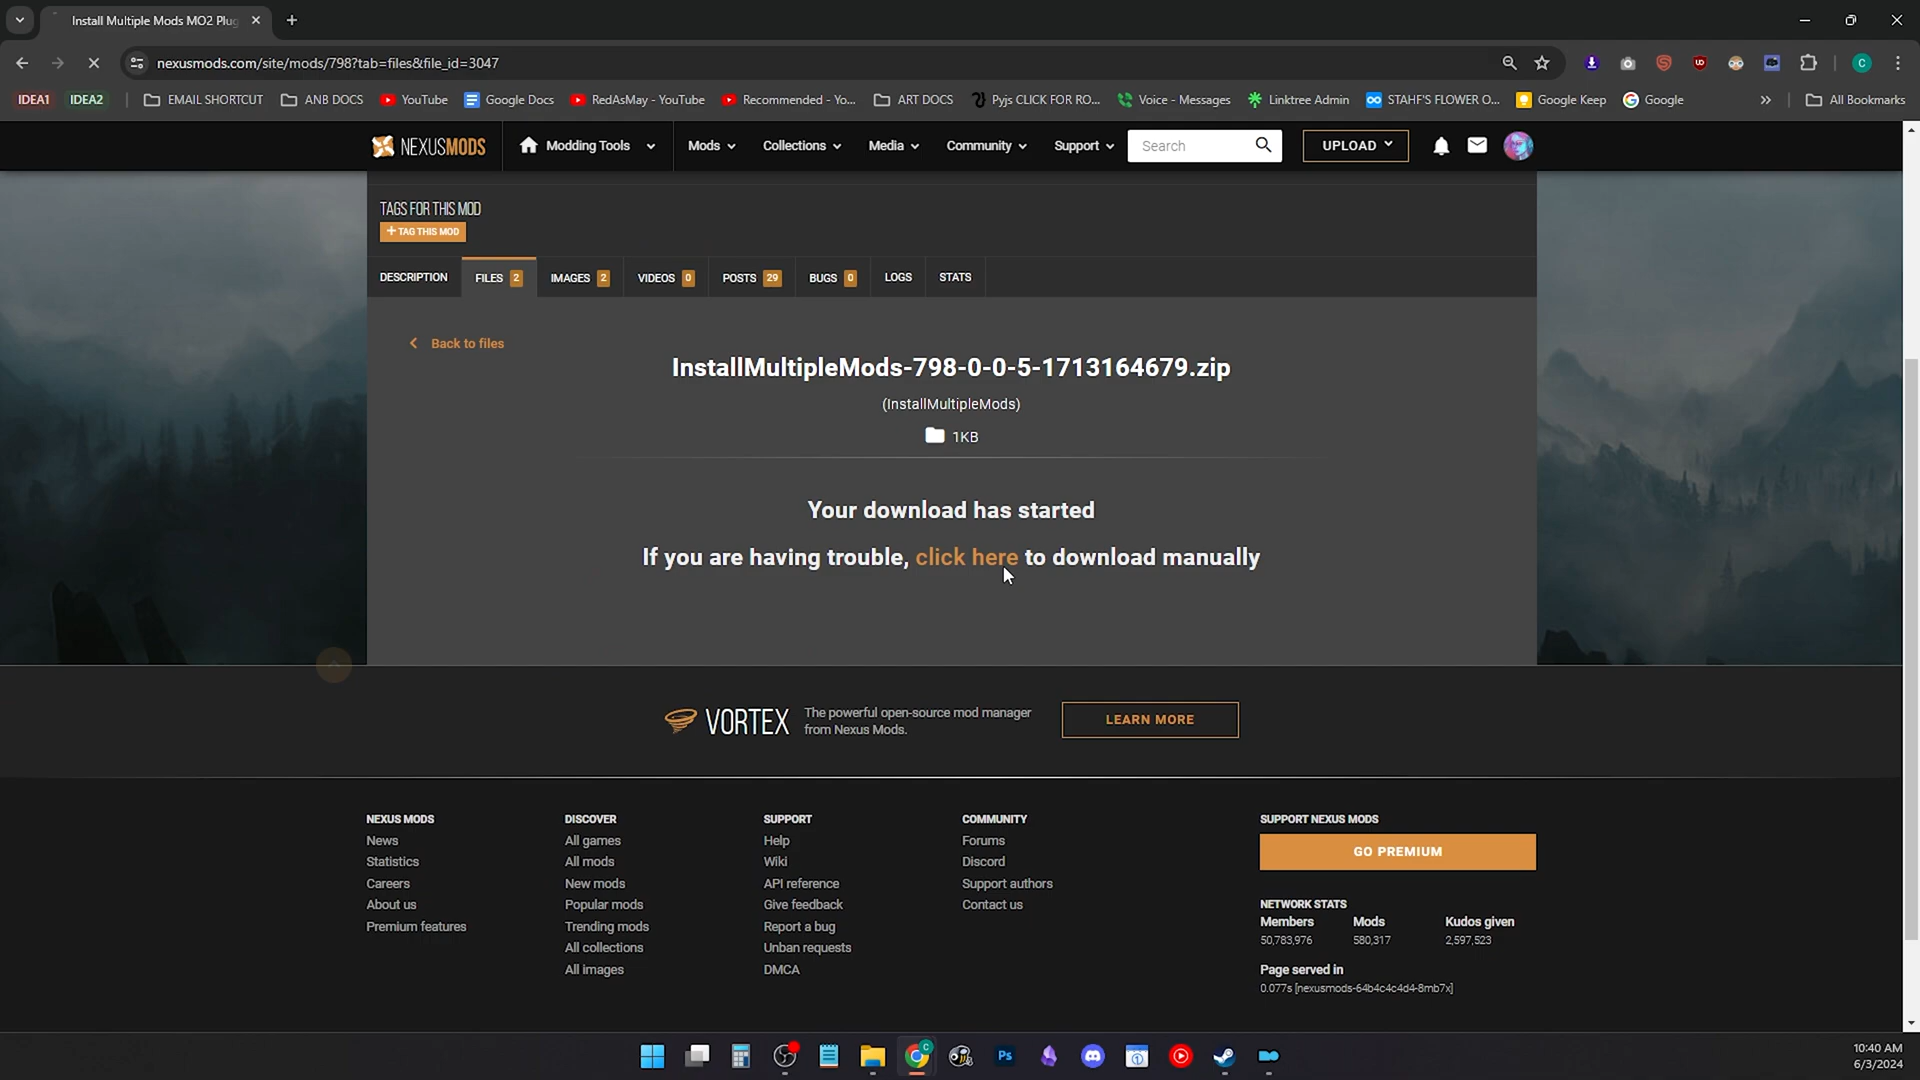 Install Multiple Mods MO2 Plug
nexusmods.com/site/mods/798?tab=files&file_id=3047
IDEA1 IDEA2 EMAIL SHORTCUT ANB DOCS YouTube Google Docs RedAsMay - YouTube Recommended - Yo... ART DOCS Pyjs CLICK FOR RO... Voice - Messages Linktree Admin STAHF'S FLOWER O... Google Keep Google » All Bookmarks
NEXUSMODS Modding Tools Mods Collections Media Community Support Search UPLOAD
TAGS FOR THIS MOD
+ TAG THIS MOD
DESCRIPTION FILES 2 IMAGES 2 VIDEOS 0 POSTS 29 BUGS 0 LOGS STATS
Back to files
InstallMultipleMods-798-0-0-5-1713164679.zip
(InstallMultipleMods)
1KB
Your download has started
If you are having trouble, click here to download manually
VORTEX The powerful open-source mod manager
from Nexus Mods.
LEARN MORE
NEXUS MODS
News
Statistics
Careers
About us
Premium features
DISCOVER
All games
All mods
New mods
Popular mods
Trending mods
All collections
All images
SUPPORT
Help
Wiki
API reference
Give feedback
Report a bug
Unban requests
DMCA
COMMUNITY
Forums
Discord
Support authors
Contact us
SUPPORT NEXUS MODS
GO PREMIUM
NETWORK STATS
Members Mods Kudos given
50,783,976 580,317 2,597,523
Page served in
0.077s [nexusmods-64b4c4c4d4-8mb7x]
Ps
10:40 AM
6/3/2024